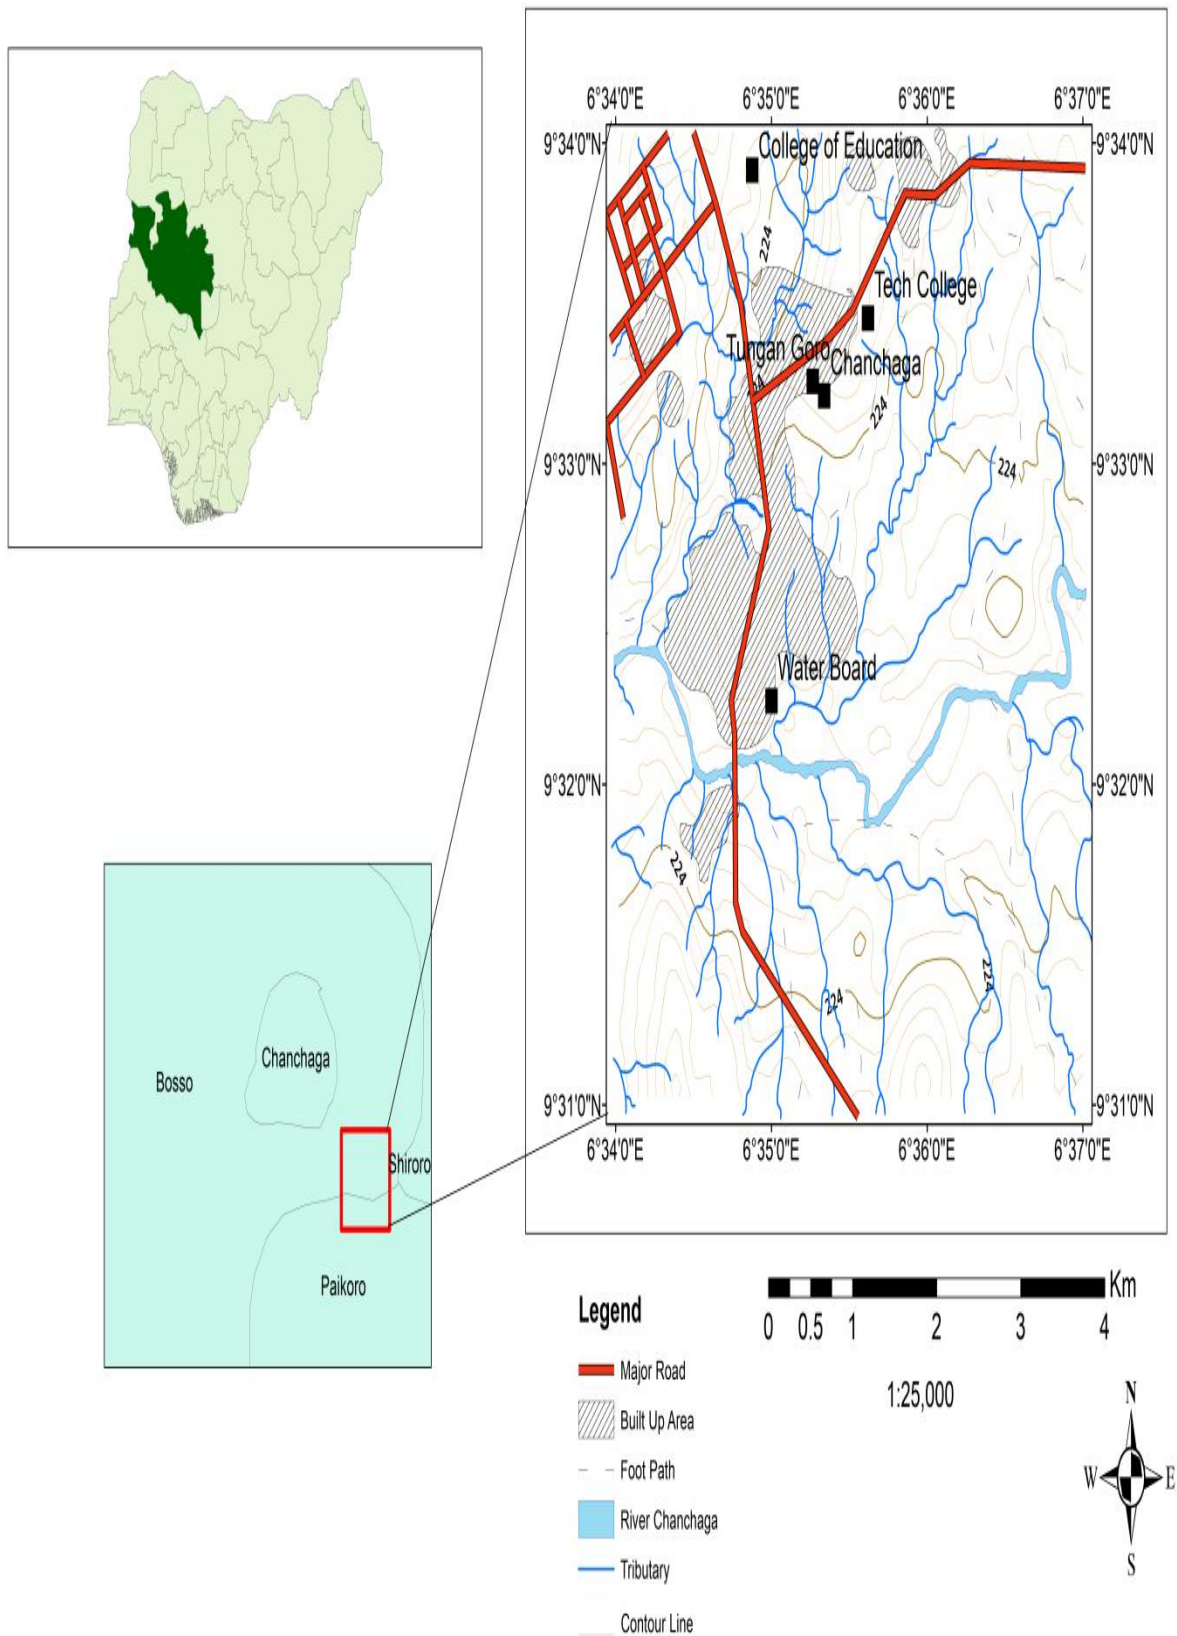 6°34'0"E 6°35'0"E 6°36'0"E 6°37'0"E
9°34'0"N 9°34'0"N
College of Education
224
Tech College
Tungan Goro
Chanchaga
224
9°33'0"N 9°33'0"N
224
Water Board
9°32'0"N 9°32'0"N
224
224
224
9°31'0"N 9°31'0"N
6°34'0"E 6°35'0"E 6°36'0"E 6°37'0"E
Chanchaga
Bosso
Shiroro
Paikoro
Legend
Major Road
Built Up Area
Foot Path
River Chanchaga
Tributary
Contour Line
Km
0 0.5 1 2 3 4
1:25,000
N
W E
S